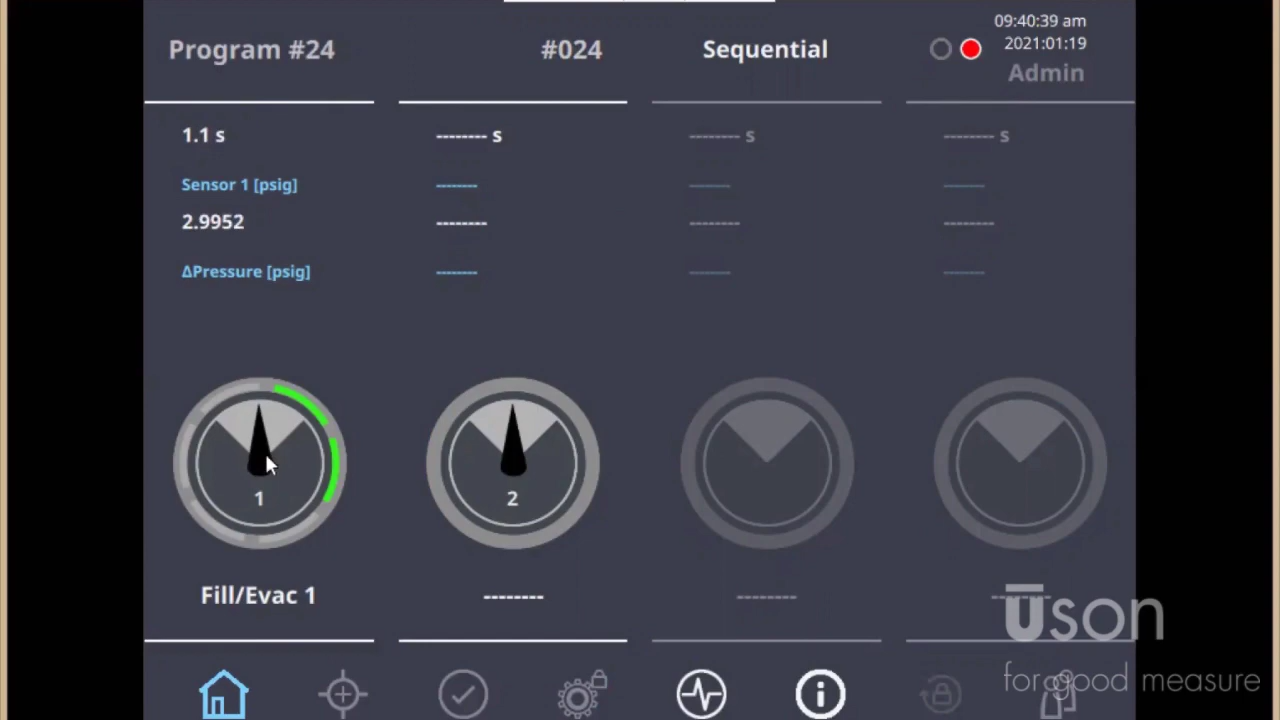 09:40:39 am
Program #24 #024 Sequential 2021:01:19
Admin
1.1 s -------- s -------- s -------- s
Sensor 1 [psig] ------- ------- -------
2.9952 -------- -------- --------
ΔPressure [psig] ------- ------- -------
1 2
Fill/Evac 1 -------- -------- --------
Uson
for good measure